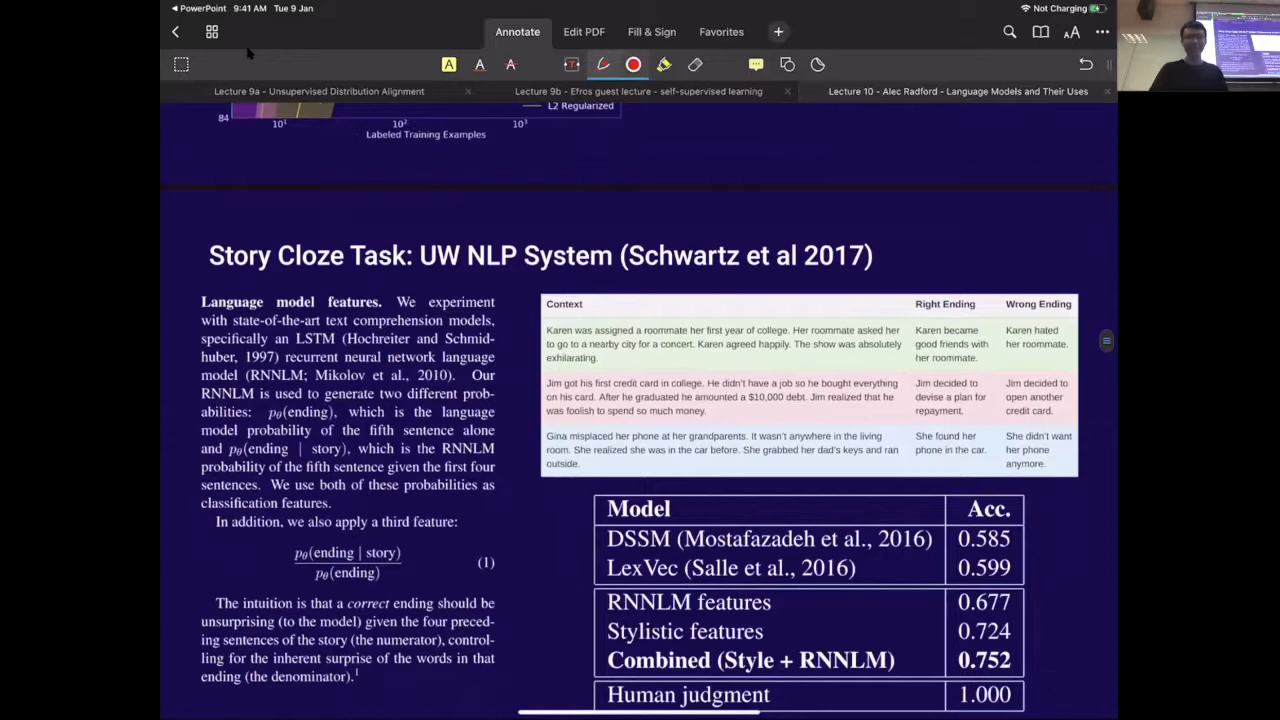 PowerPoint 9:41 AM Tue 9 Jan Not Charging
Annotate Edit PDF Fill & Sign Favorites
Lecture 9a - Unsupervised Distribution Alignment
Lecture 9b - Efros guest lecture - self-supervised learning
Lecture 10 - Alec Radford - Language Models and Their Uses
L2 Regularized
84
10¹ 10² 10³
Labeled Training Examples
Story Cloze Task: UW NLP System (Schwartz et al 2017)
Language model features. We experiment
with state-of-the-art text comprehension models,
specifically an LSTM (Hochreiter and Schmid-
huber, 1997) recurrent neural network language
model (RNNLM; Mikolov et al., 2010). Our
RNNLM is used to generate two different prob-
abilities: pθ(ending), which is the language
model probability of the fifth sentence alone
and pθ(ending | story), which is the RNNLM
probability of the fifth sentence given the first four
sentences. We use both of these probabilities as
classification features.
In addition, we also apply a third feature:
pθ(ending | story)
pθ(ending)
(1)
The intuition is that a correct ending should be
unsurprising (to the model) given the four preced-
ing sentences of the story (the numerator), control-
ling for the inherent surprise of the words in that
ending (the denominator).¹
Context Right Ending Wrong Ending
Karen was assigned a roommate her first year of college. Her roommate asked her
to go to a nearby city for a concert. Karen agreed happily. The show was absolutely
exhilarating.
Karen became
good friends with
her roommate.
Karen hated
her roommate.
Jim got his first credit card in college. He didn't have a job so he bought everything
on his card. After he graduated he amounted a $10,000 debt. Jim realized that he
was foolish to spend so much money.
Jim decided to
devise a plan for
repayment.
Jim decided to
open another
credit card.
Gina misplaced her phone at her grandparents. It wasn't anywhere in the living
room. She realized she was in the car before. She grabbed her dad's keys and ran
outside.
She found her
phone in the car.
She didn't want
her phone
anymore.
Model Acc.
DSSM (Mostafazadeh et al., 2016) 0.585
LexVec (Salle et al., 2016) 0.599
RNNLM features 0.677
Stylistic features 0.724
Combined (Style + RNNLM) 0.752
Human judgment 1.000